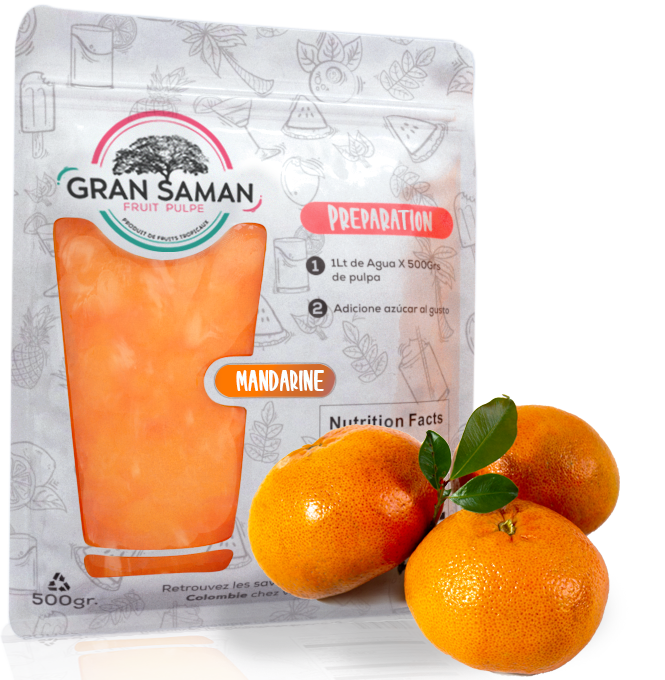 GRAN SAMAN
FRUIT PULPE
PRODUIT DE FRUITS TROPICAUX
PREPARATION
1 1Lt de Agua X 500Grs
de pulpa
2 Adicione azúcar al gusto
MANDARINE
Nutrition Facts
Retrouvez les
Colombie chez
500gr.